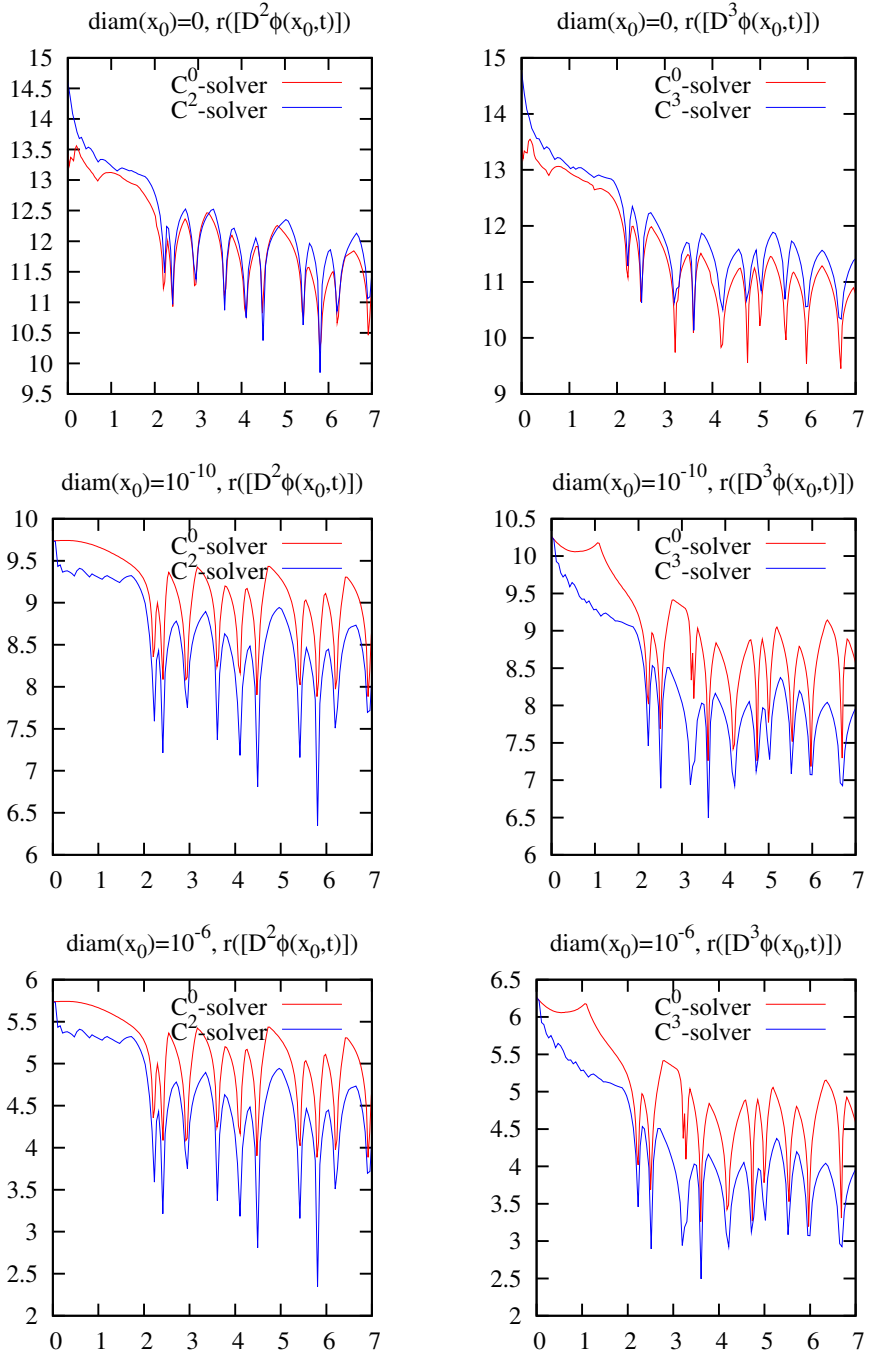 diam(x₀)=0, r([D²ϕ(x₀,t)])
C⁰-solver
C²-solver
15
14.5
14
13.5
13
12.5
12
11.5
11
10.5
10
9.5
0 1 2 3 4 5 6 7
diam(x₀)=0, r([D³ϕ(x₀,t)])
C⁰-solver
C³-solver
15
14
13
12
11
10
9
0 1 2 3 4 5 6 7
diam(x₀)=10⁻¹⁰, r([D²ϕ(x₀,t)])
C⁰-solver
C²-solver
10
9.5
9
8.5
8
7.5
7
6.5
6
0 1 2 3 4 5 6 7
diam(x₀)=10⁻¹⁰, r([D³ϕ(x₀,t)])
C⁰-solver
C³-solver
10.5
10
9.5
9
8.5
8
7.5
7
6.5
6
0 1 2 3 4 5 6 7
diam(x₀)=10⁻⁶, r([D²ϕ(x₀,t)])
C⁰-solver
C²-solver
6
5.5
5
4.5
4
3.5
3
2.5
2
0 1 2 3 4 5 6 7
diam(x₀)=10⁻⁶, r([D³ϕ(x₀,t)])
C⁰-solver
C³-solver
6.5
6
5.5
5
4.5
4
3.5
3
2.5
2
0 1 2 3 4 5 6 7